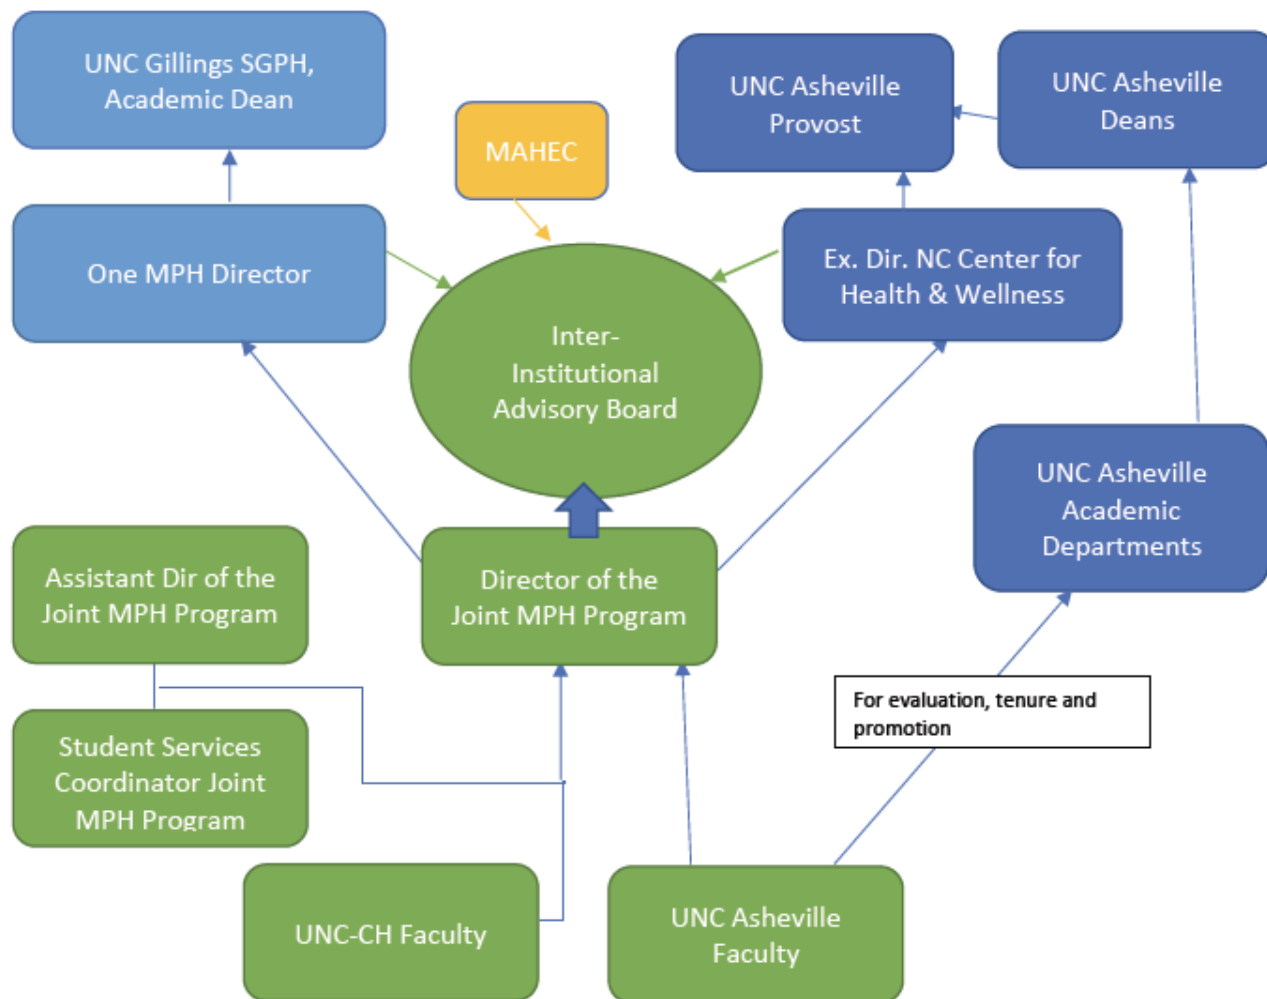 UNC Gillings SGPH,
Academic Dean
UNC Asheville
Provost
UNC Asheville
Deans
MAHEC
One MPH Director
Ex. Dir. NC Center for
Health & Wellness
Inter-
Institutional
Advisory Board
UNC Asheville
Academic
Departments
Assistant Dir of the
Joint MPH Program
Director of the
Joint MPH Program
For evaluation, tenure and
promotion
Student Services
Coordinator Joint
MPH Program
UNC-CH Faculty
UNC Asheville
Faculty